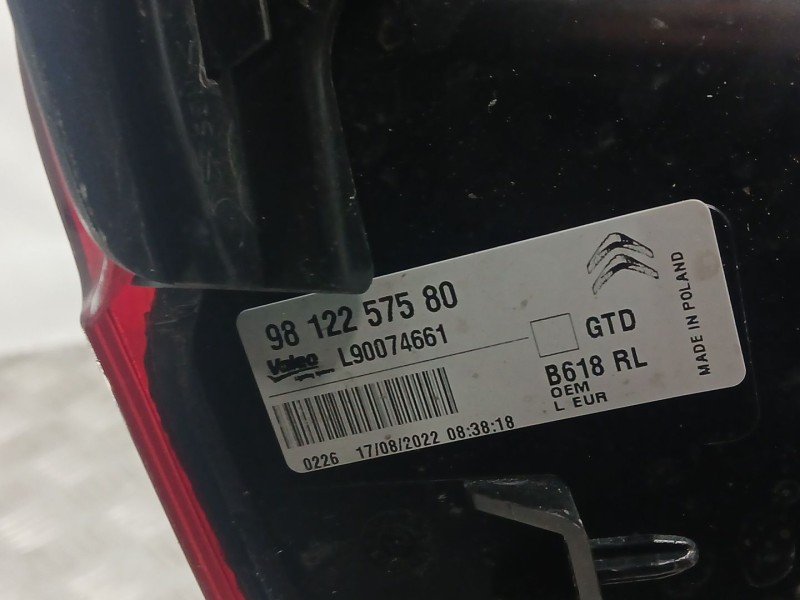 98 122 575 80
Valeo L90074661
GTD
B618 RL
OEM
L EUR
MADE IN POLAND
0226 17/08/2022 08:38:18